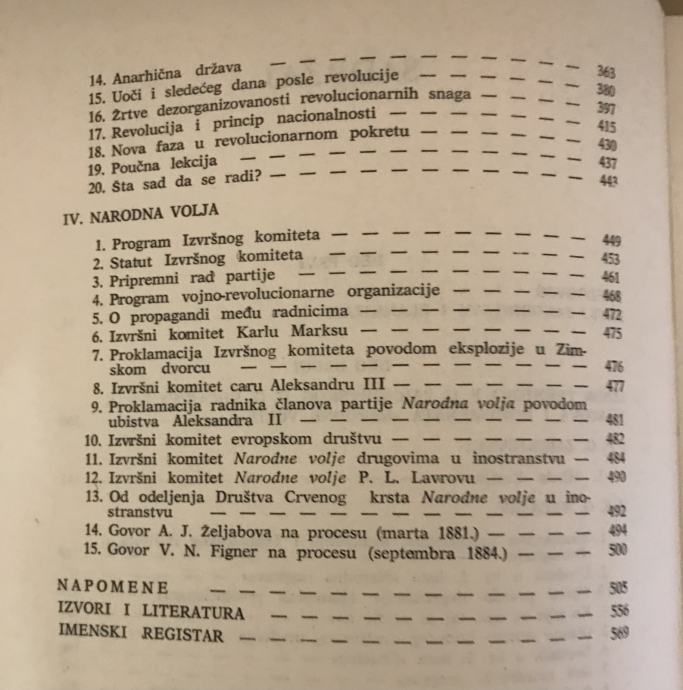 14. Anarhična država — — — — — — — — — — 363
15. Uoči i sledećeg dana posle revolucije — — — — — 380
16. Žrtve dezorganizovanosti revolucionarnih snaga — — — 397
17. Revolucija i princip nacionalnosti — — — — — — 415
18. Nova faza u revolucionarnom pokretu — — — — — 430
19. Poučna lekcija — — — — — — — — — — — 437
20. Šta sad da se radi? — — — — — — — — — — 443
IV. NARODNA VOLJA
1. Program Izvršnog komiteta — — — — — — — — 449
2. Statut Izvršnog komiteta — — — — — — — — 453
3. Pripremni rad partije — — — — — — — — — 461
4. Program vojno-revolucionarne organizacije — — — — 468
5. O propagandi među radnicima — — — — — — — 472
6. Izvršni komitet Karlu Marksu — — — — — — — 475
7. Proklamacija Izvršnog komiteta povodom eksplozije u Zim-
skom dvorcu — — — — — — — — — — — 476
8. Izvršni komitet caru Aleksandru III — — — — — — 477
9. Proklamacija radnika članova partije Narodna volja povodom
ubistva Aleksandra II — — — — — — — — — 481
10. Izvršni komitet evropskom društvu — — — — — — 482
11. Izvršni komitet Narodne volje drugovima u inostranstvu — 484
12. Izvršni komitet Narodne volje P. L. Lavrovu — — — — 490
13. Od odeljenja Društva Crvenog krsta Narodne volje u ino-
stranstvu — — — — — — — — — — — — 492
14. Govor A. J. Željabova na procesu (marta 1881.) — — — 494
15. Govor V. N. Figner na procesu (septembra 1884.) — — — 500
NAPOMENE — — — — — — — — — — — — 505
IZVORI I LITERATURA — — — — — — — — — — 556
IMENSKI REGISTAR — — — — — — — — — — — 569